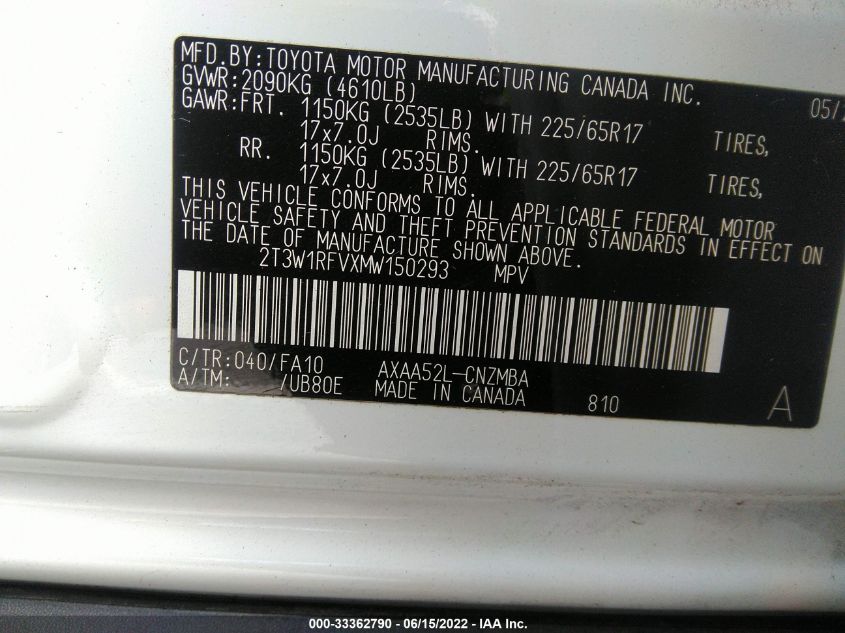 MFD.BY:TOYOTA MOTOR MANUFACTURING CANADA INC. 05/
GVWR:2090KG (4610LB)
GAWR:FRT. 1150KG (2535LB) WITH 225/65R17 TIRES,
17x7.0J RIMS.
RR. 1150KG (2535LB) WITH 225/65R17 TIRES,
17x7.0J RIMS.
THIS VEHICLE CONFORMS TO ALL APPLICABLE FEDERAL MOTOR
VEHICLE SAFETY AND THEFT PREVENTION STANDARDS IN EFFECT ON
THE DATE OF MANUFACTURE SHOWN ABOVE.
2T3W1RFVXMW150293 MPV
C/TR:040/FA10 AXAA52L-CNZMBA
A/TM: /UB80E MADE IN CANADA 810 A
000-33362790 - 06/15/2022 - IAA Inc.